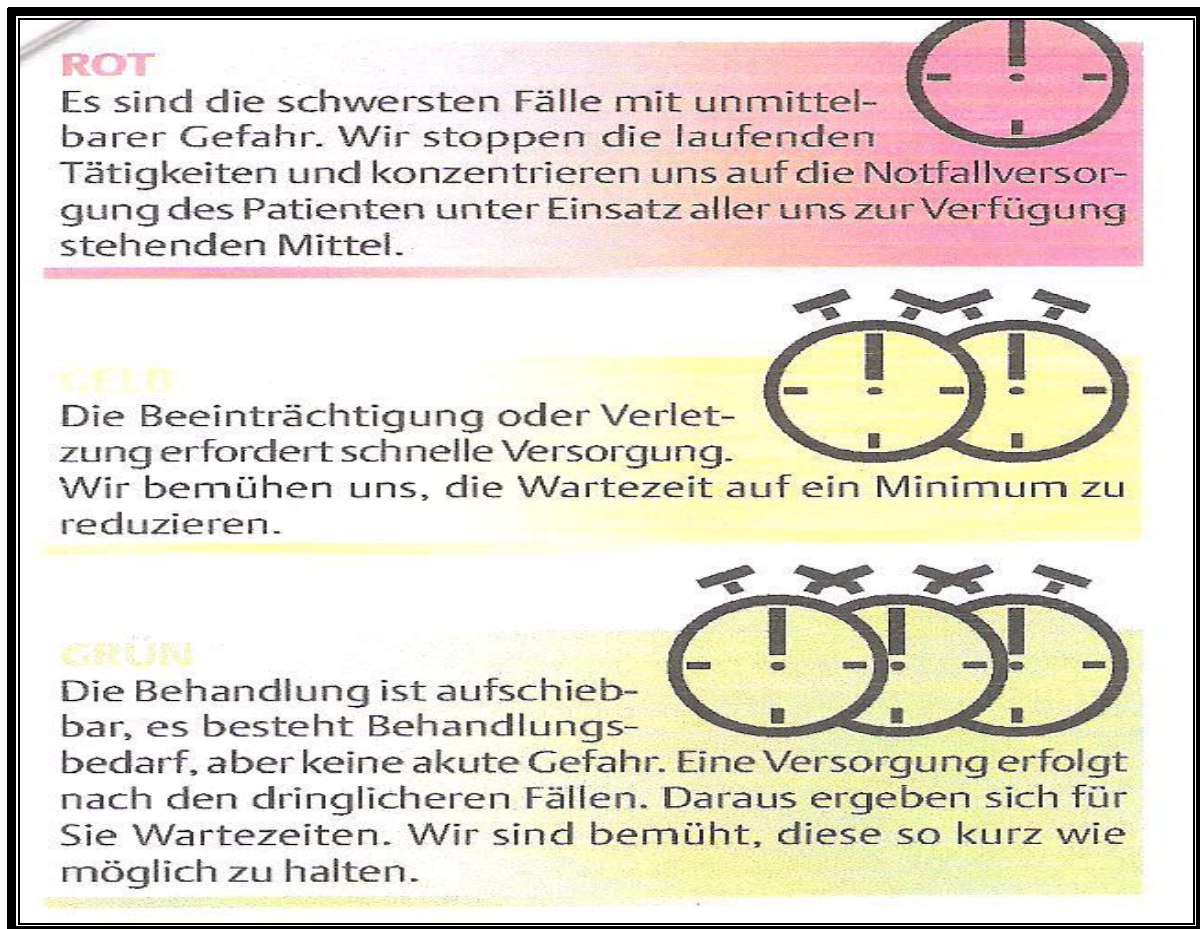 ROT
Es sind die schwersten Fälle mit unmittel-
barer Gefahr. Wir stoppen die laufenden
Tätigkeiten und konzentrieren uns auf die Notfallversor-
gung des Patienten unter Einsatz aller uns zur Verfügung
stehenden Mittel.
GELB
Die Beeinträchtigung oder Verlet-
zung erfordert schnelle Versorgung.
Wir bemühen uns, die Wartezeit auf ein Minimum zu
reduzieren.
GRÜN
Die Behandlung ist aufschieb-
bar, es besteht Behandlungs-
bedarf, aber keine akute Gefahr. Eine Versorgung erfolgt
nach den dringlicheren Fällen. Daraus ergeben sich für
Sie Wartezeiten. Wir sind bemüht, diese so kurz wie
möglich zu halten.